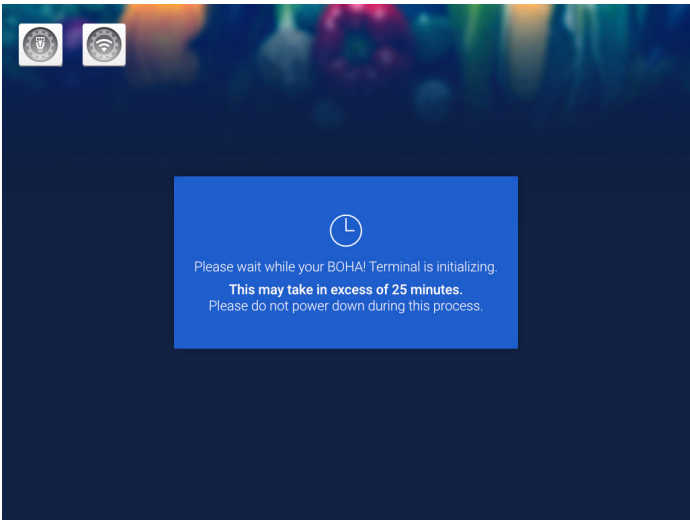 Please wait while your BOHA! Terminal is initializing.
This may take in excess of 25 minutes.
Please do not power down during this process.